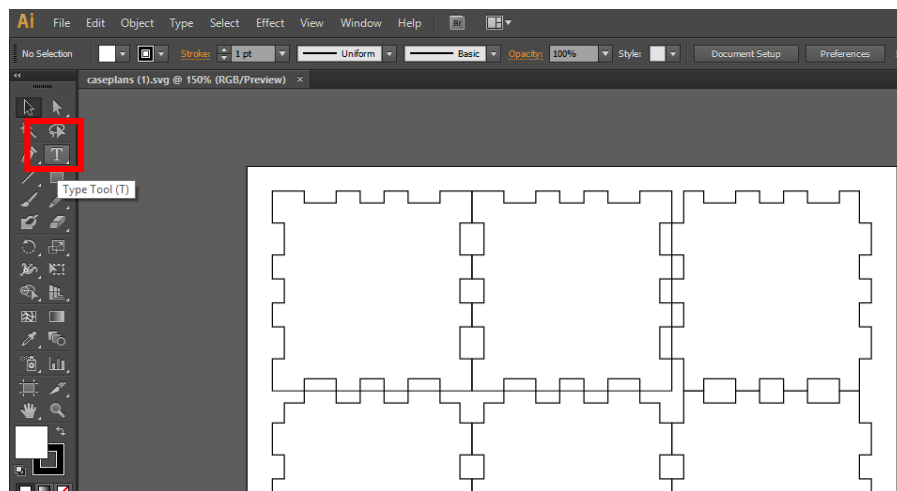 Ai File Edit Object Type Select Effect View Window Help Br
No Selection Stroke: 1 pt Uniform Basic Opacity: 100% Style: Document Setup Preferences
caseplans (1).svg @ 150% (RGB/Preview) ×
T
Type Tool (T)